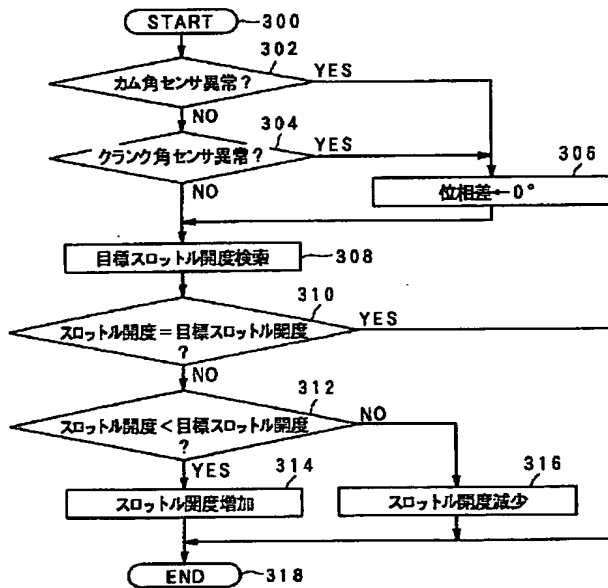 START
300
302
カム角センサ異常?
YES
NO
304
クランク角センサ異常?
YES
306
NO
位相差←0°
目標スロットル開度検索
308
310
スロットル開度=目標スロットル開度
?
YES
NO
312
スロットル開度<目標スロットル開度
?
NO
YES
314
316
スロットル開度増加
スロットル開度減少
END
318